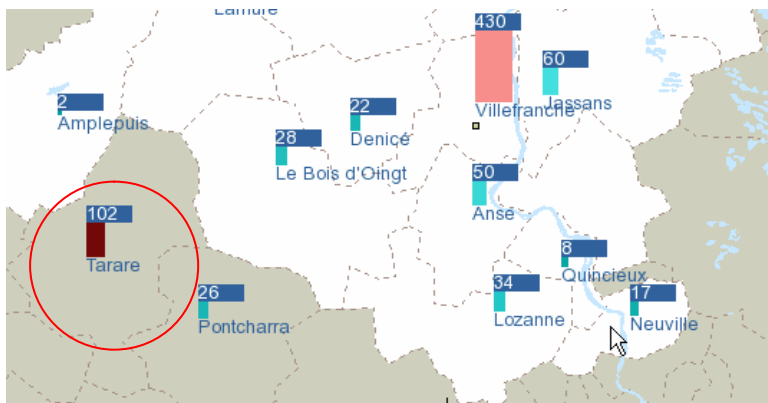 Lamure
430
Villefranche
60
Jassans
2
Amplepuis
22
Denicé
28
Le Bois d'Oingt
50
Anse
102
Tarare
8
Quincieux
26
Pontcharra
34
Lozanne
17
Neuville